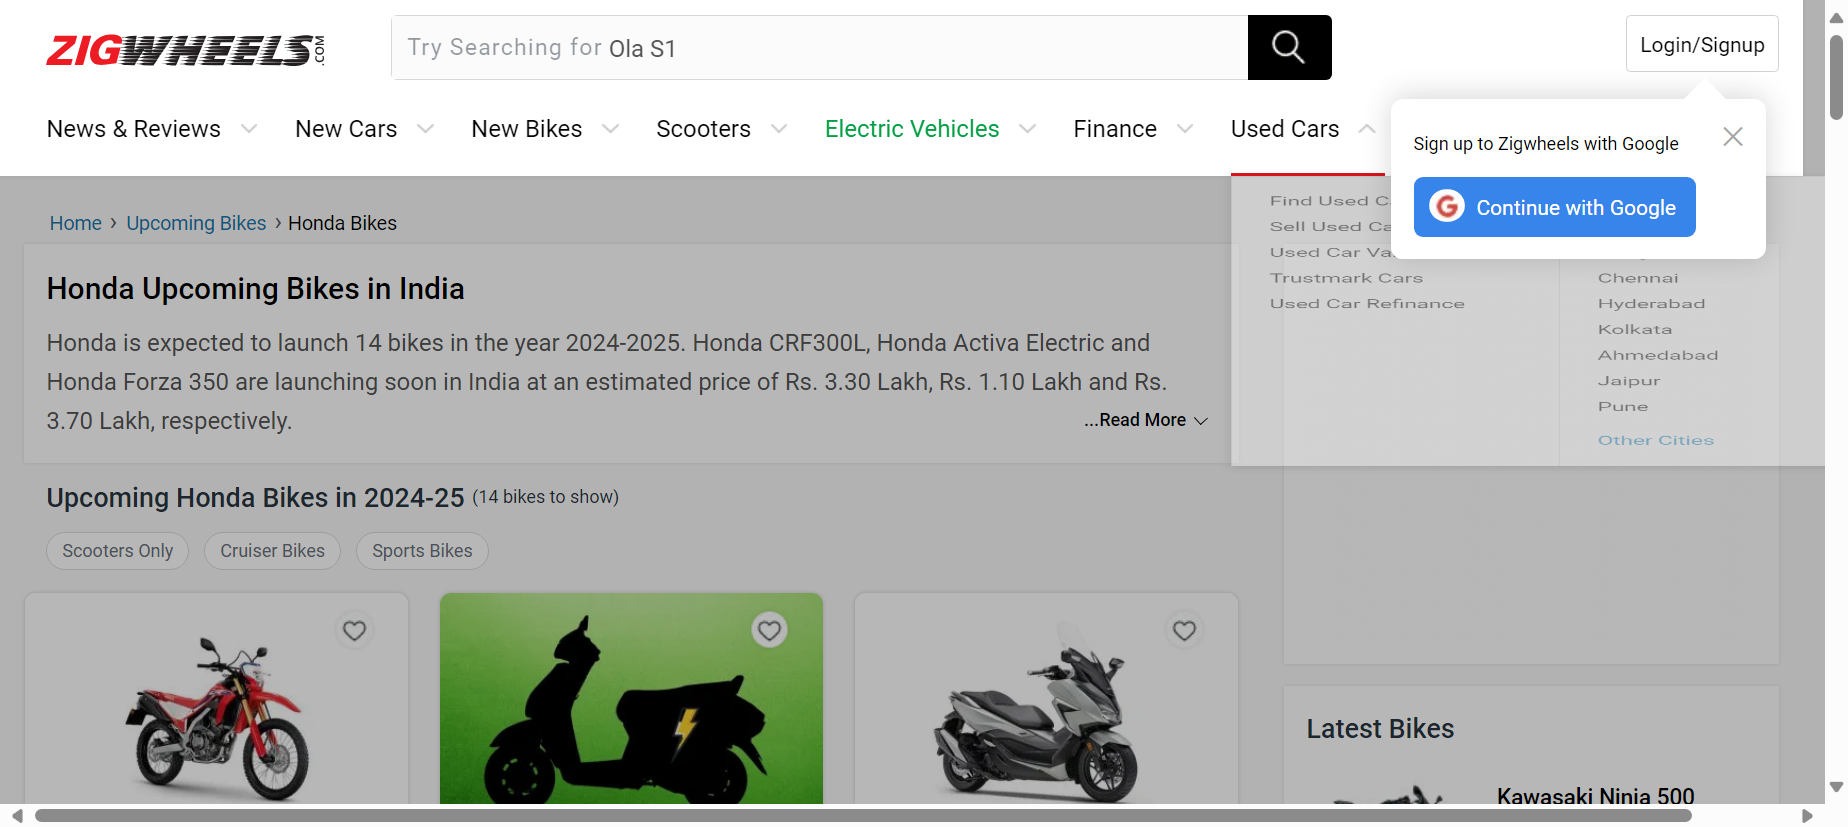 ZIGWHEELS.COM
Try Searching for Ola S1
Login/Signup
News & Reviews
New Cars
New Bikes
Scooters
Electric Vehicles
Finance
Used Cars
Sign up to Zigwheels with Google
Continue with Google
Find Used
Sell Used
Used Car
Trustmark Cars
Used Car Refinance
Chennai
Hyderabad
Kolkata
Ahmedabad
Jaipur
Pune
Other Cities
Home › Upcoming Bikes › Honda Bikes
Honda Upcoming Bikes in India
Honda is expected to launch 14 bikes in the year 2024-2025. Honda CRF300L, Honda Activa Electric and
Honda Forza 350 are launching soon in India at an estimated price of Rs. 3.30 Lakh, Rs. 1.10 Lakh and Rs.
3.70 Lakh, respectively.
...Read More
Upcoming Honda Bikes in 2024-25 (14 bikes to show)
Scooters Only
Cruiser Bikes
Sports Bikes
Latest Bikes
Kawasaki Ninja 500